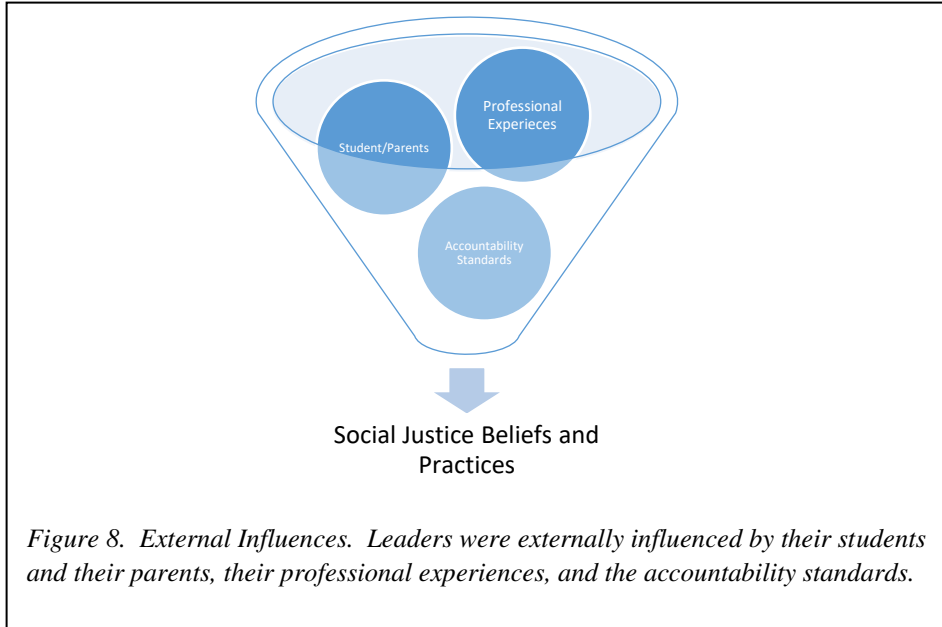 Professional
Experieces
Student/Parents
Accountability
Standards
Social Justice Beliefs and
Practices
Figure 8. External Influences. Leaders were externally influenced by their students
and their parents, their professional experiences, and the accountability standards.